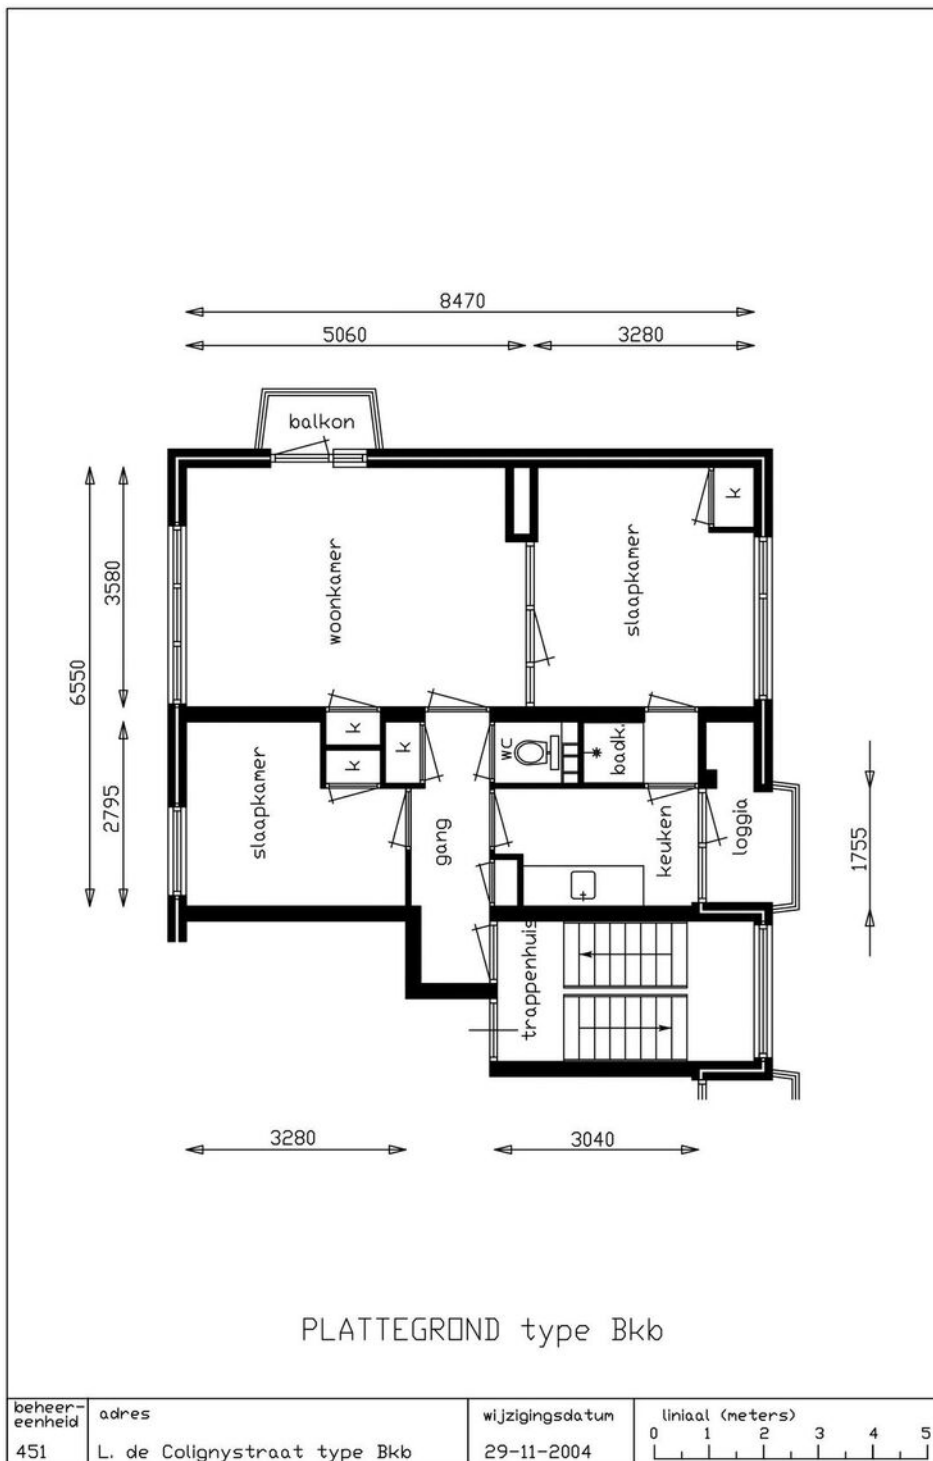 8470
5060
3280
balkon
k
woonkamer
slaapkamer
3580
6550
2795
k
k
k
wc
badk.
slaapkamer
gang
keuken
loggia
1755
trappenhuis
3280
3040
PLATTEGROND type Bkb
beheer-
eenheid
451
adres
L. de Colignystraat type Bkb
wijzigingsdatum
29-11-2004
liniaal (meters)
0 1 2 3 4 5